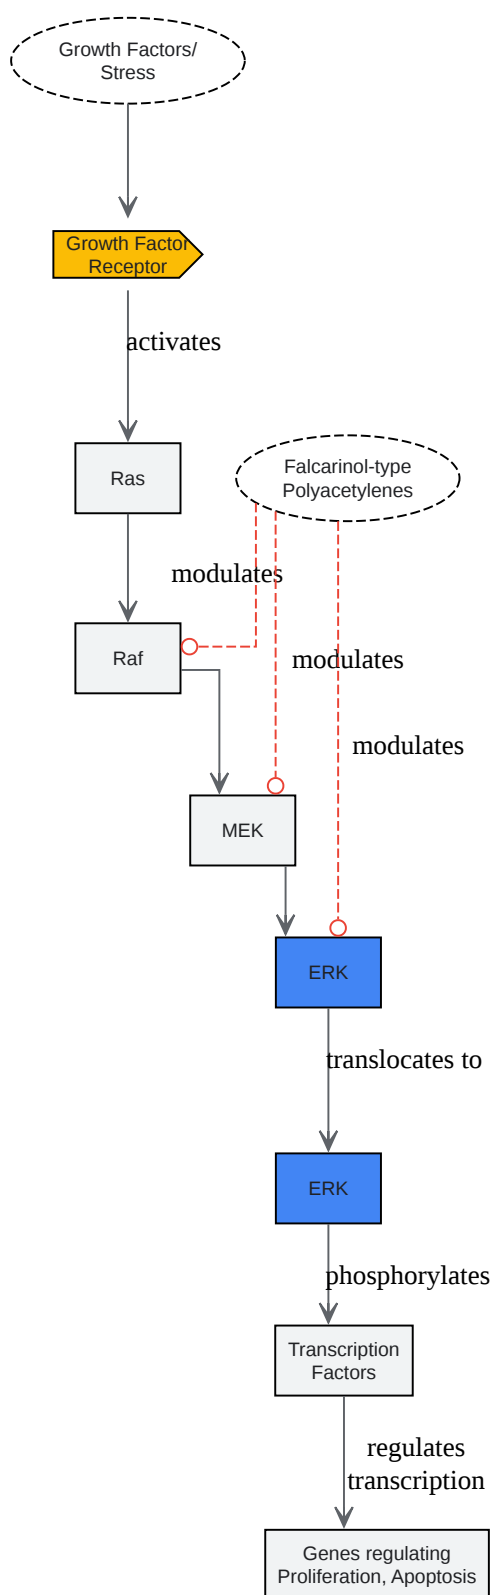 Growth Factors/
Stress
Growth Factor
Receptor
activates
Ras
Falcarinol-type
Polyacetylenes
modulates
Raf
modulates
modulates
MEK
ERK
translocates to
ERK
phosphorylates
Transcription
Factors
regulates
transcription
Genes regulating
Proliferation, Apoptosis